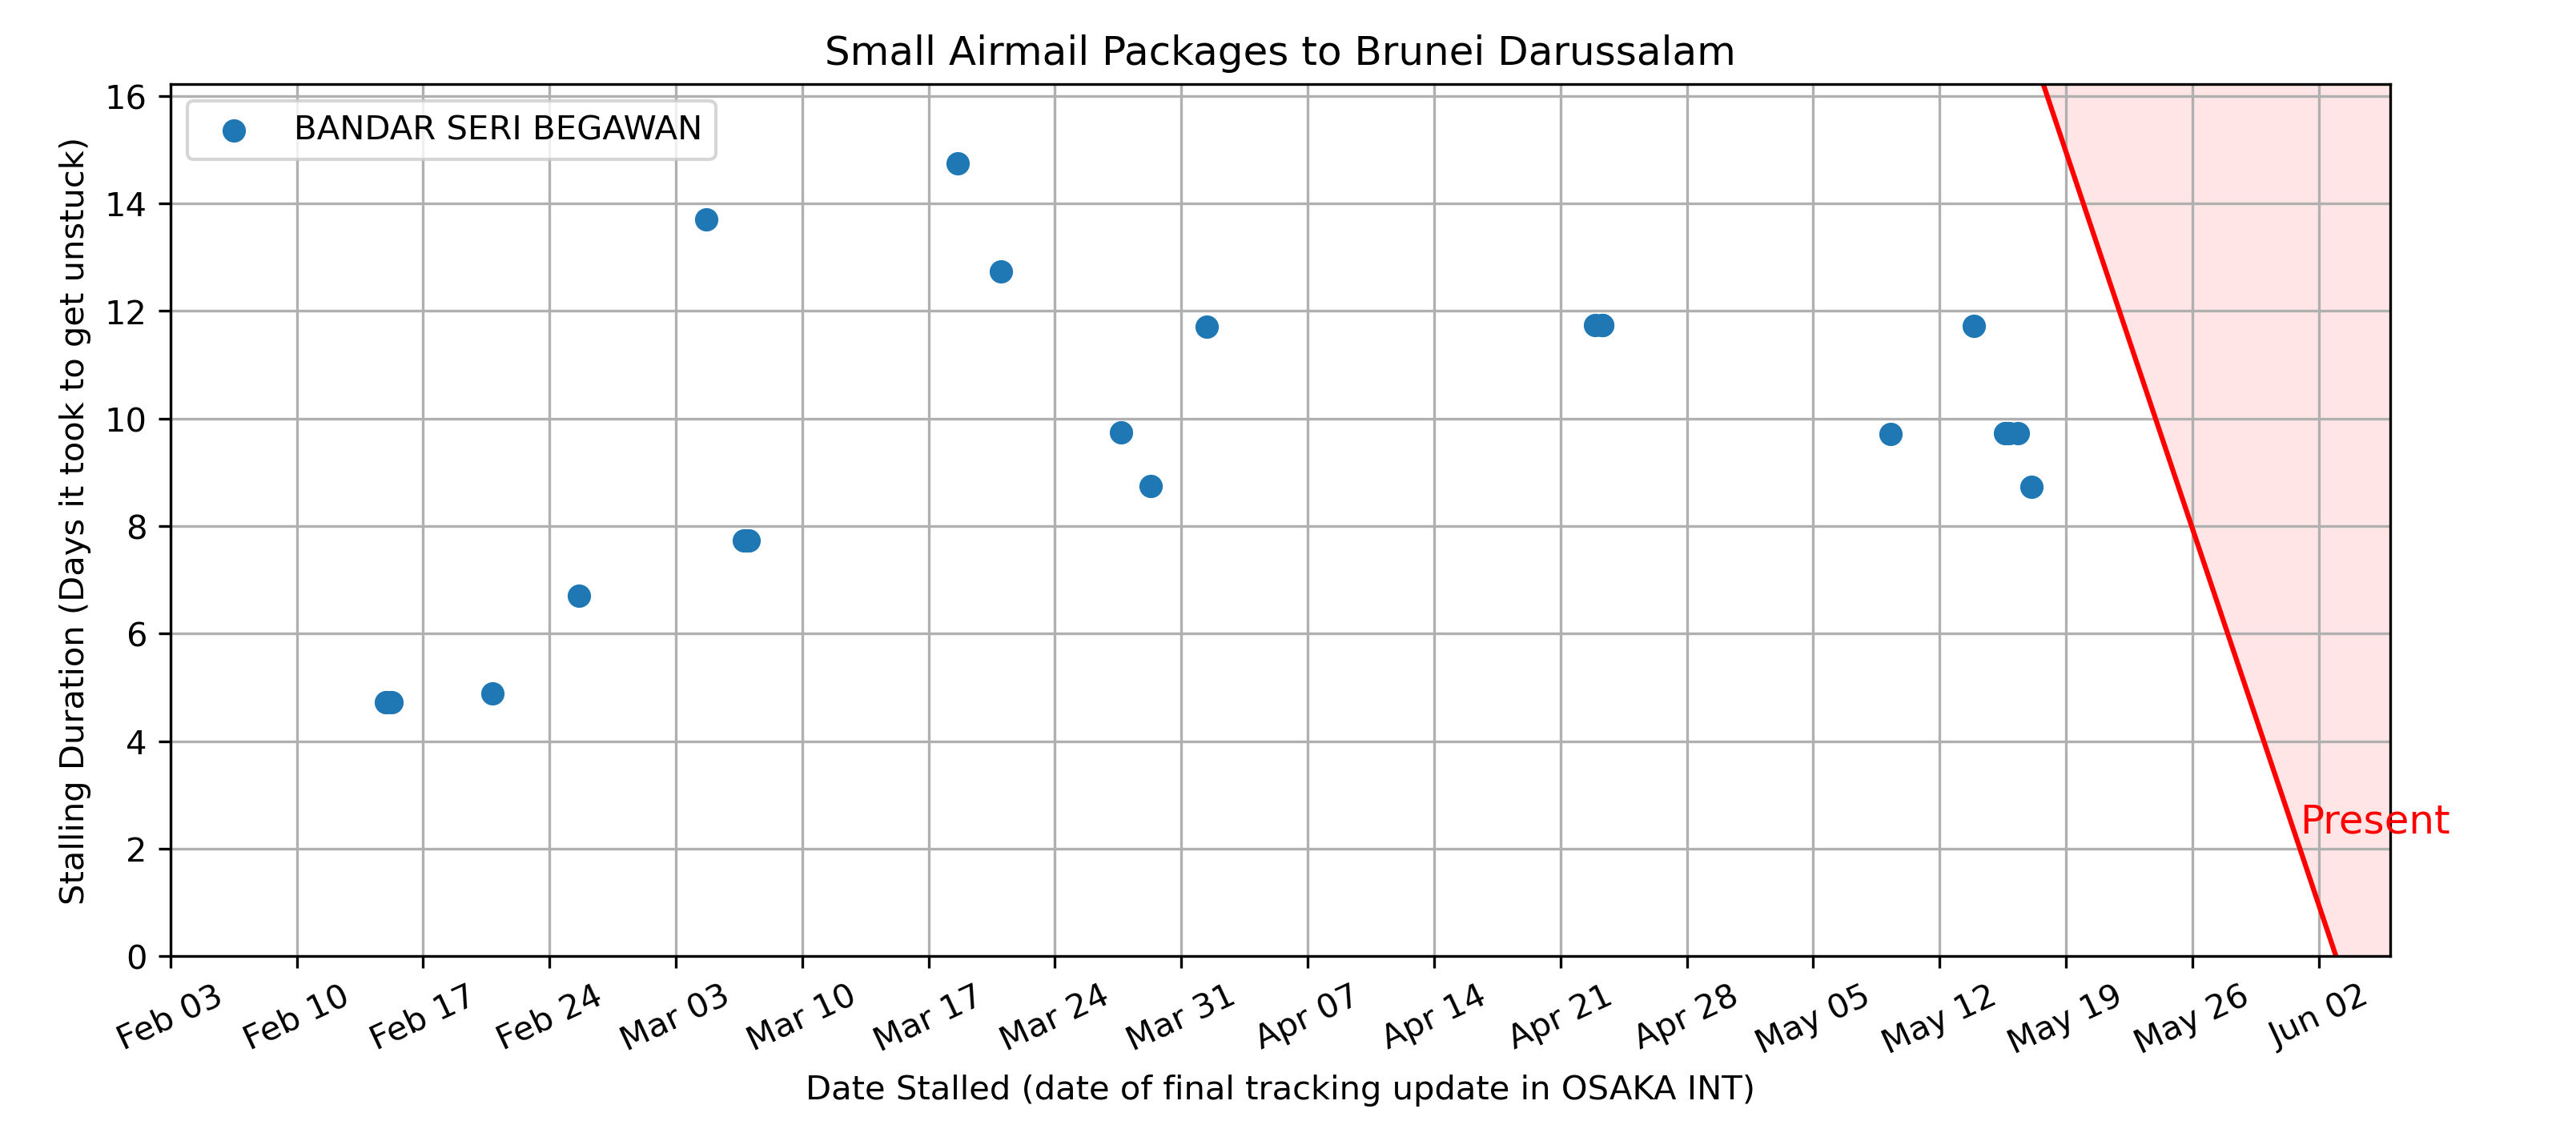 Small Airmail Packages to Brunei Darussalam
BANDAR SERI BEGAWAN
Stalling Duration (Days it took to get unstuck)
16
14
12
10
8
6
4
2
0
Present
Feb 03
Feb 10
Feb 17
Feb 24
Mar 03
Mar 10
Mar 17
Mar 24
Mar 31
Apr 07
Apr 14
Apr 21
Apr 28
May 05
May 12
May 19
May 26
Jun 02
Date Stalled (date of final tracking update in OSAKA INT)